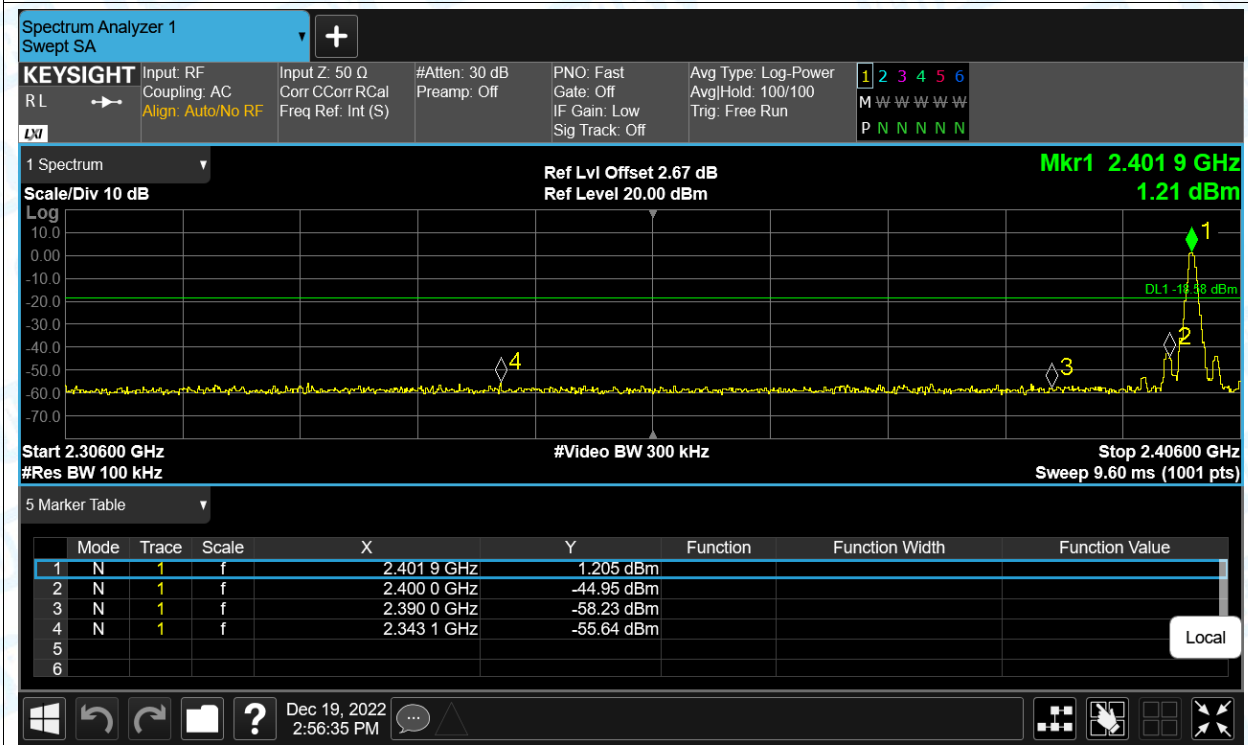 Spectrum Analyzer 1
Swept SA
KEYSIGHT
R L
LXI
Input: RF
Coupling: AC
Align: Auto/No RF
Input Z: 50 Ω
Corr CCorr RCal
Freq Ref: Int (S)
#Atten: 30 dB
Preamp: Off
PNO: Fast
Gate: Off
IF Gain: Low
Sig Track: Off
Avg Type: Log-Power
Avg|Hold: 100/100
Trig: Free Run
1 2 3 4 5 6
M W W W W W
P N N N N N
1 Spectrum
Scale/Div 10 dB
Ref Lvl Offset 2.67 dB
Ref Level 20.00 dBm
Mkr1 2.401 9 GHz
1.21 dBm
Log
10.0
0.00
-10.0
-20.0
-30.0
-40.0
-50.0
-60.0
-70.0
1
DL1 -18.58 dBm
2
3
4
Start 2.30600 GHz
#Video BW 300 kHz
Stop 2.40600 GHz
#Res BW 100 kHz
Sweep 9.60 ms (1001 pts)
5 Marker Table
Mode Trace Scale X Y Function Function Width Function Value
1 N 1 f 2.401 9 GHz 1.205 dBm
2 N 1 f 2.400 0 GHz -44.95 dBm
3 N 1 f 2.390 0 GHz -58.23 dBm
4 N 1 f 2.343 1 GHz -55.64 dBm
5
6
Local
?
Dec 19, 2022
2:56:35 PM